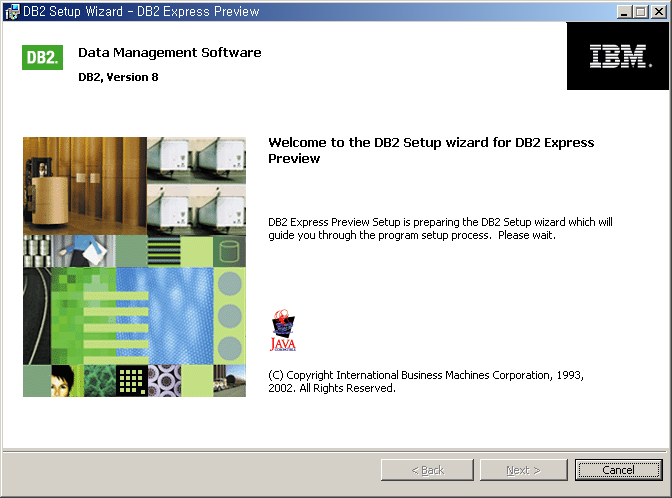 DB2 Setup Wizard - DB2 Express Preview
DB2.
Data Management Software
DB2, Version 8
IBM.
Welcome to the DB2 Setup wizard for DB2 Express
Preview
DB2 Express Preview Setup is preparing the DB2 Setup wizard which will
guide you through the program setup process.  Please wait.
JAVA
(C) Copyright International Business Machines Corporation, 1993,
2002. All Rights Reserved.
< Back
Next >
Cancel